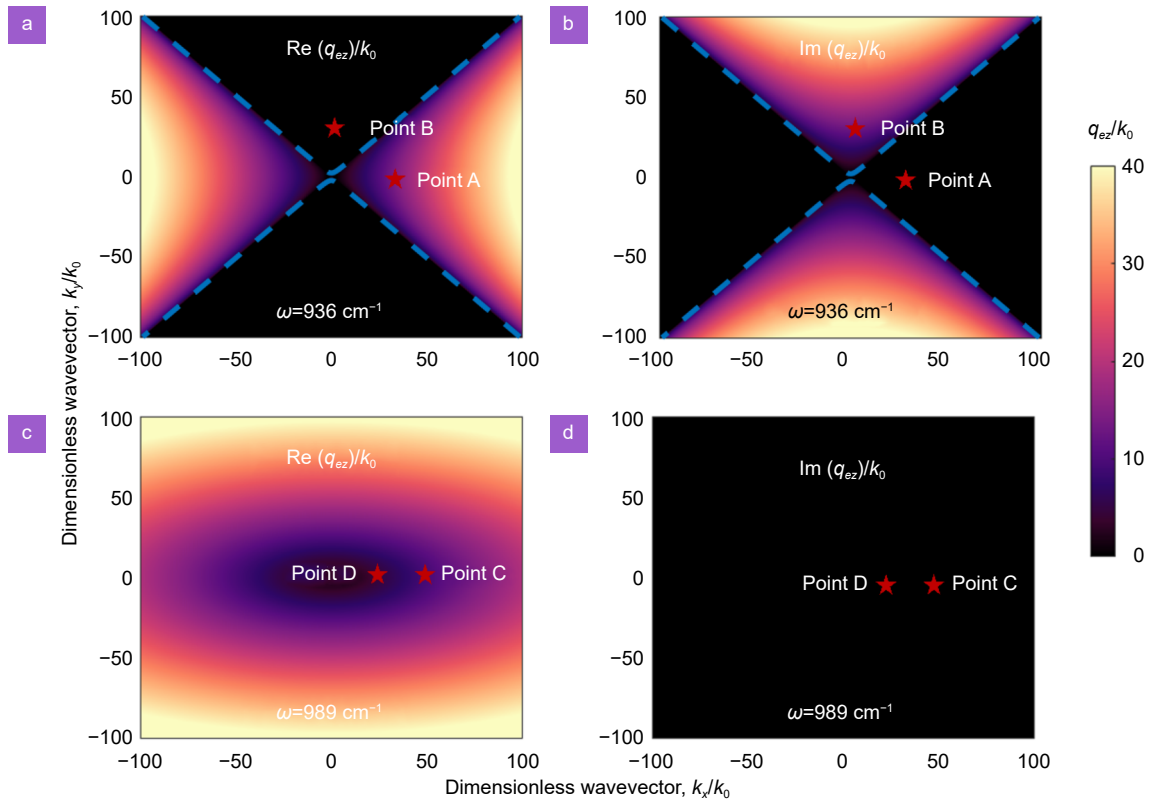 a
b
100
50
0
−50
−100
Re (qez)/k0
Point B
Point A
ω=936 cm−1
−100
−50
0
50
100
100
50
0
−50
−100
Im (qez)/k0
Point B
Point A
ω=936 cm−1
−100
−50
0
50
100
qez/k0
40
30
20
10
0
Dimensionless wavevector, ky/k0
c
d
100
50
0
−50
−100
Re (qez)/k0
Point D
Point C
ω=989 cm−1
−100
−50
0
50
100
100
50
0
−50
−100
Im (qez)/k0
Point D
Point C
ω=989 cm−1
−100
−50
0
50
100
Dimensionless wavevector, kx/k0